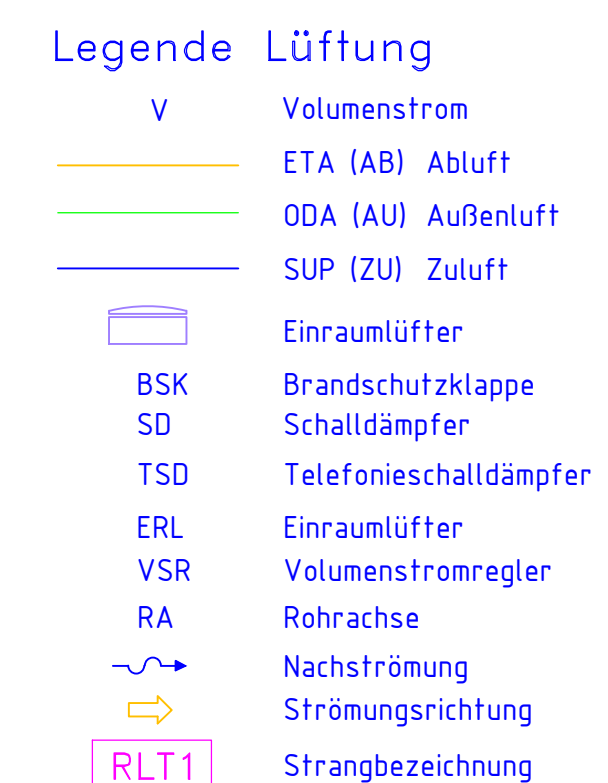 Legende Lüftung
V Volumenstrom
ETA (AB) Abluft
ODA (AU) Außenluft
SUP (ZU) Zuluft
Einraumlüfter
BSK Brandschutzklappe
SD Schalldämpfer
TSD Telefonieschalldämpfer
ERL Einraumlüfter
VSR Volumenstromregler
RA Rohrachse
Nachströmung
Strömungsrichtung
RLT1 Strangbezeichnung